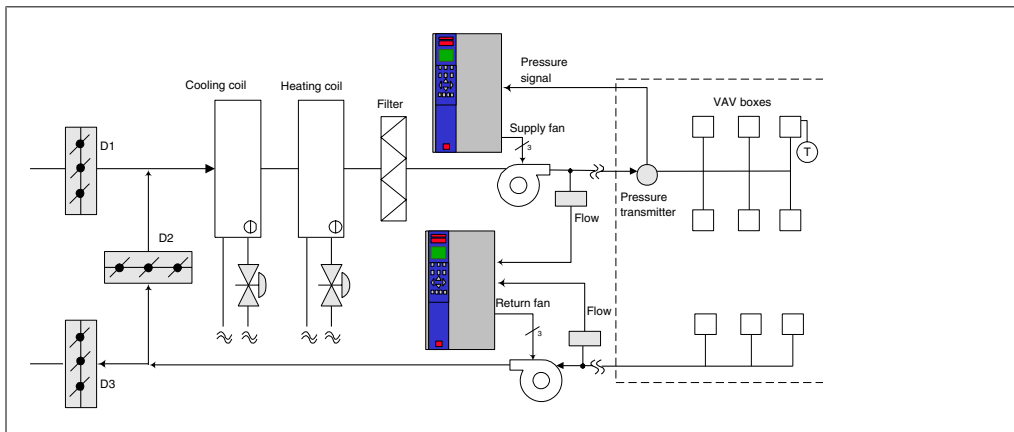 Cooling coil
Heating coil
Filter
Pressure
signal
VAV boxes
D1
Supply fan
3
T
Pressure
transmitter
Flow
D2
Return fan
3
Flow
D3